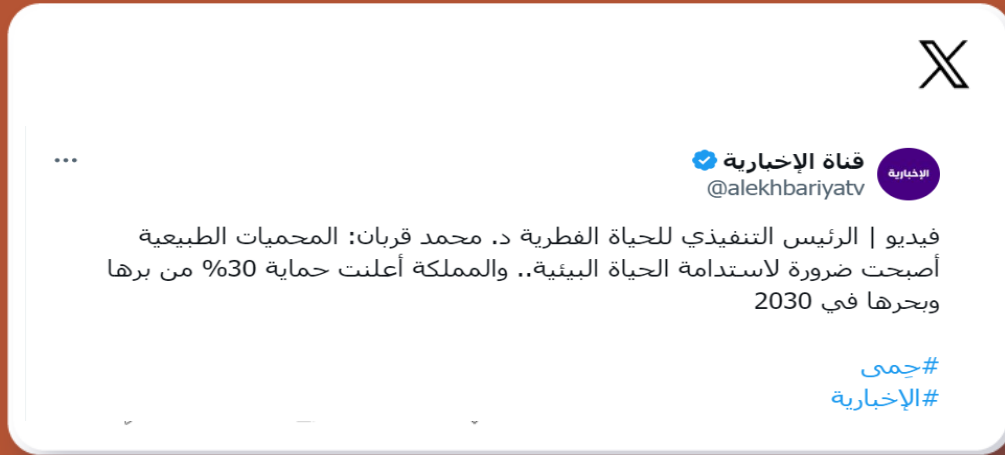 X
قناة الإخبارية
الإخبارية
@alekhbariyatv
فيديو | الرئيس التنفيذي للحياة الفطرية د. محمد قربان: المحميات الطبيعية
أصبحت ضرورة لاستدامة الحياة البيئية.. والمملكة أعلنت حماية 30% من برها
وبحرها في 2030
#حِمى
#الإخبارية